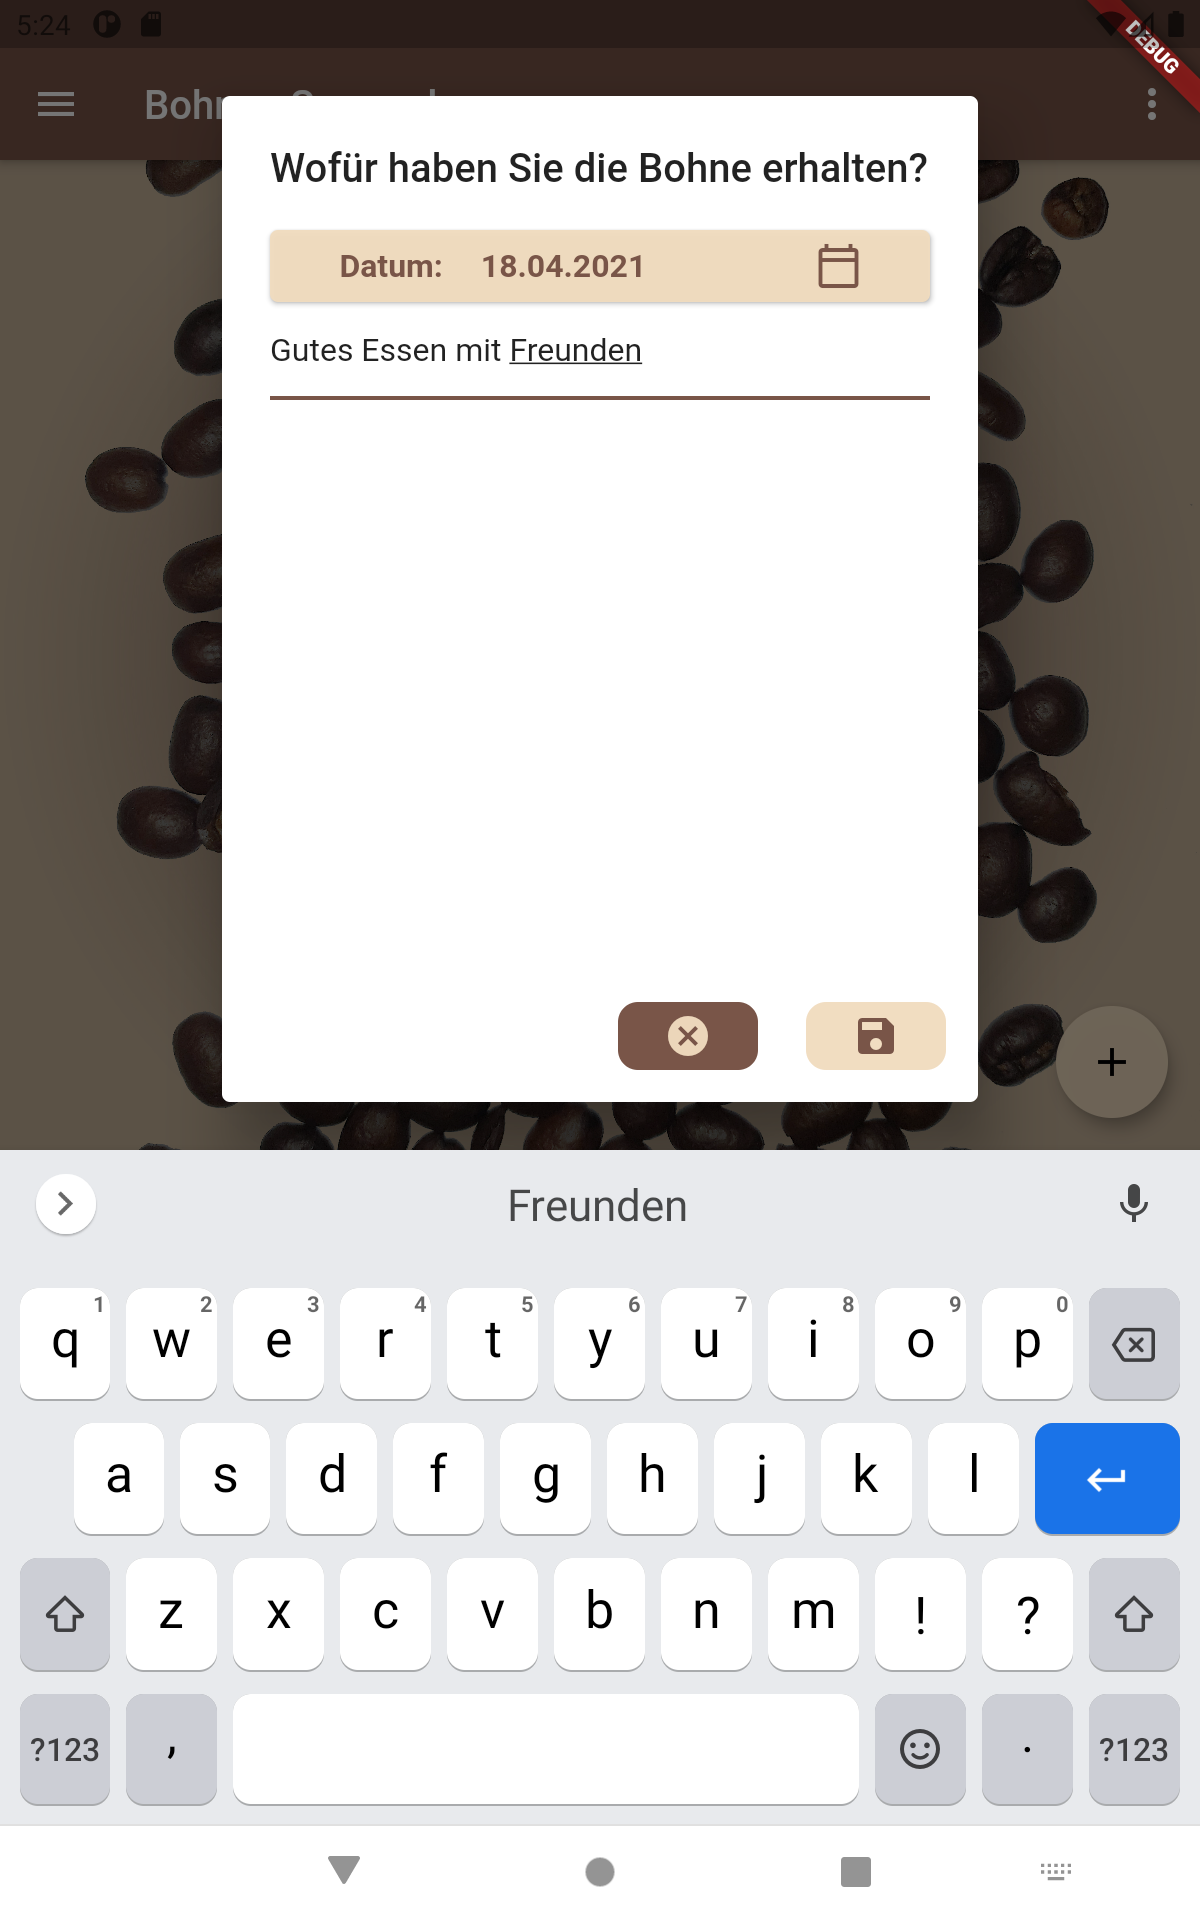 5:24
DEBUG
Wofür haben Sie die Bohne erhalten?
Datum: 18.04.2021
Gutes Essen mit Freunden
+
Freunden
1 2 3 4 5 6 7 8 9 0
q w e r t y u i o p
a s d f g h j k l
z x c v b n m ! ?
?123 , . ?123